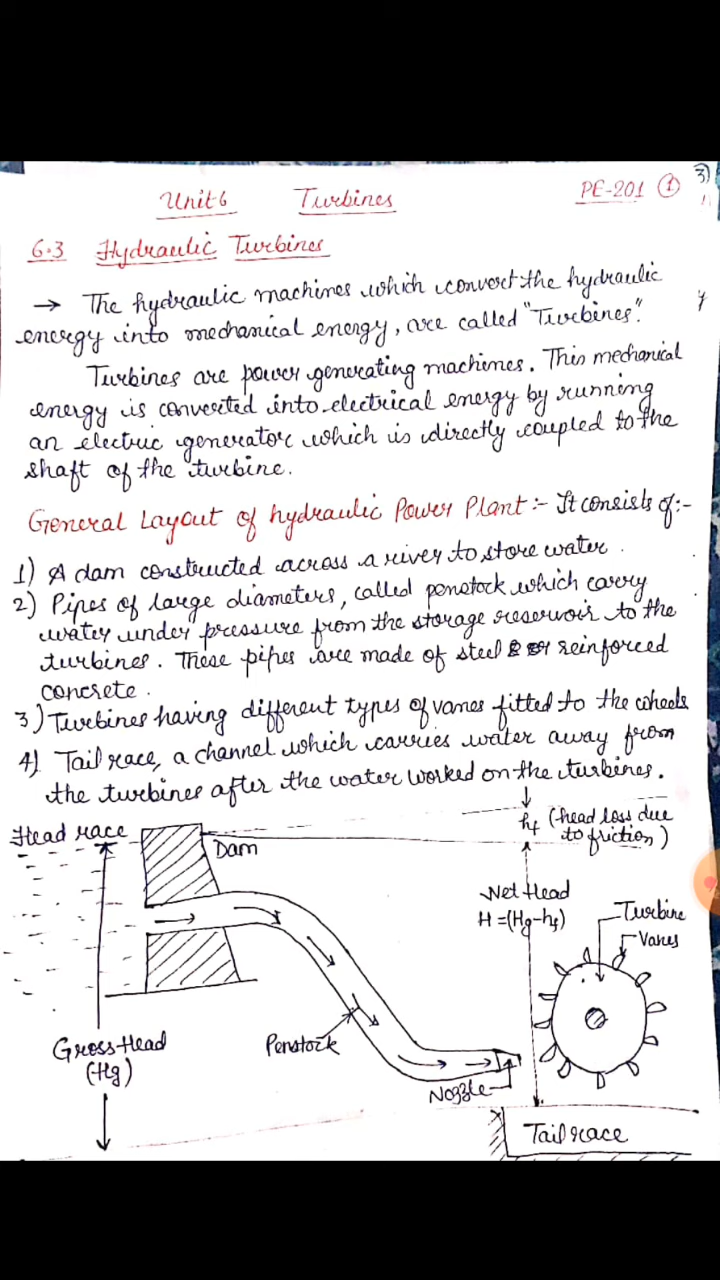 Unit 6 Turbines PE-201 ①
3)
6.3 Hydraulic Turbines
→ The hydraulic machines which convert the hydraulic
energy into mechanical energy, are called "Turbines".
Turbines are power generating machines. This mechanical
energy is converted into electrical energy by running
an electric generator which is directly coupled to the
shaft of the turbine.
General Layout of hydraulic Power Plant:- It consists of:-
1) A dam constructed across a river to store water.
2) Pipes of large diameters, called penstock which carry
water under pressure from the storage reservoir to the
turbines. These pipes are made of steel or reinforced
concrete.
3) Turbines having different types of vanes fitted to the wheels
4) Tail race, a channel which carries water away from
the turbines after the water worked on the turbines.
Head race
Dam
hf (head loss due
to friction)
Net Head
H = (Hg-hf)
Turbine
Vanes
Gross Head
(Hg)
Penstock
Nozzle
Tail race